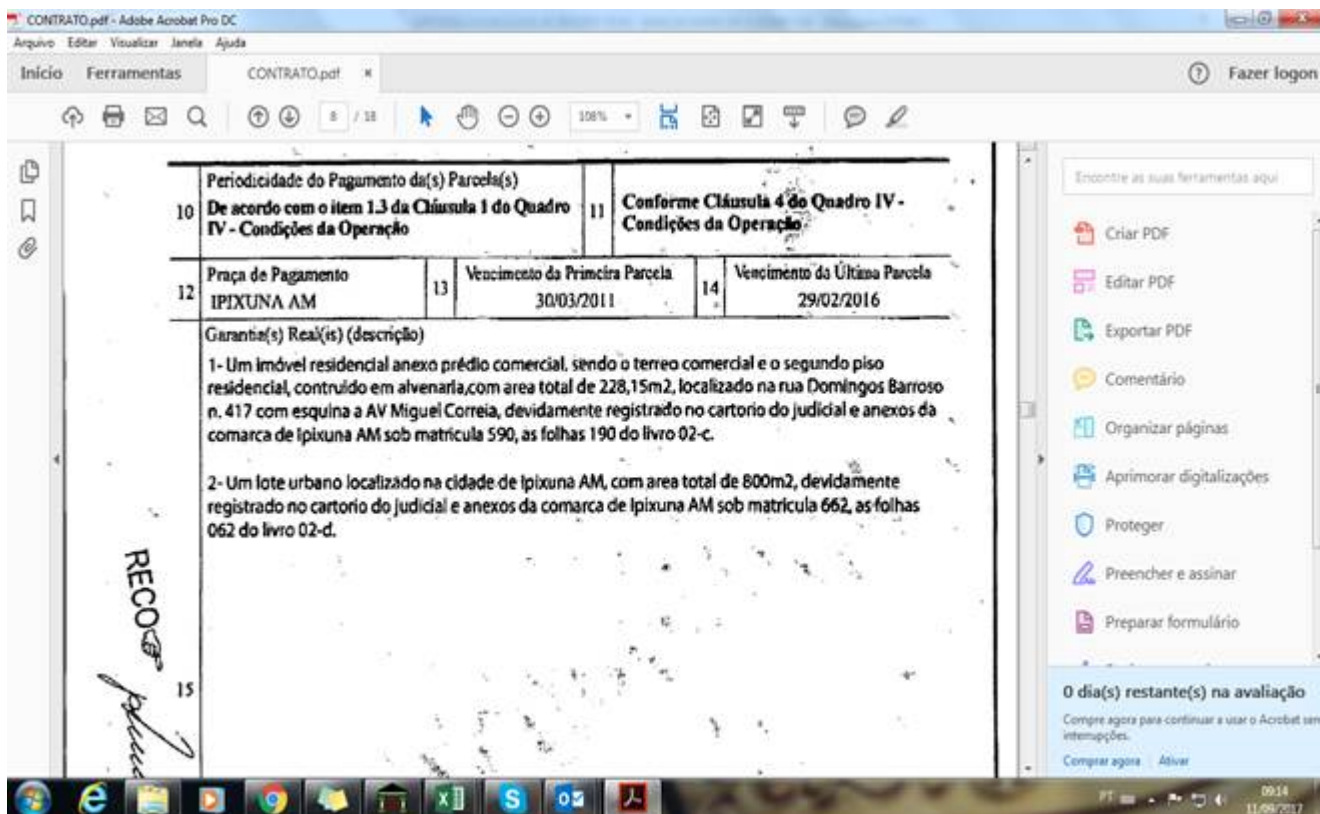 CONTRATO.pdf - Adobe Acrobat Pro DC
Arquivo Editar Visualizar Janela Ajuda
Início Ferramentas CONTRATO.pdf × Fazer logon
8 / 18 108%
Periodicidade do Pagamento da(s) Parcela(s)
10 De acordo com o item 1.3 da Cláusula 1 do Quadro IV - Condições da Operação
11 Conforme Cláusula 4 do Quadro IV - Condições da Operação
12 Praça de Pagamento
IPIXUNA AM
13 Vencimento da Primeira Parcela
30/03/2011
14 Vencimento da Última Parcela
29/02/2016
Garantia(s) Real(is) (descrição)
1- Um imóvel residencial anexo prédio comercial, sendo o terreo comercial e o segundo piso
residencial, contruido em alvenaria,com area total de 228,15m2, localizado na rua Domingos Barroso
n. 417 com esquina a AV Miguel Correia, devidamente registrado no cartorio do judicial e anexos da
comarca de Ipixuna AM sob matricula 590, as folhas 190 do livro 02-c.
2- Um lote urbano localizado na cidade de Ipixuna AM, com area total de 800m2, devidamente
registrado no cartorio do judicial e anexos da comarca de Ipixuna AM sob matricula 662, as folhas
062 do livro 02-d.
15
RECO
Encontre as suas ferramentas aqui
Criar PDF
Editar PDF
Exportar PDF
Comentário
Organizar páginas
Aprimorar digitalizações
Proteger
Preencher e assinar
Preparar formulário
0 dia(s) restante(s) na avaliação
Compre agora para continuar a usar o Acrobat sem
interrupções.
Comprar agora | Ativar
PT 09:14
11/09/2017